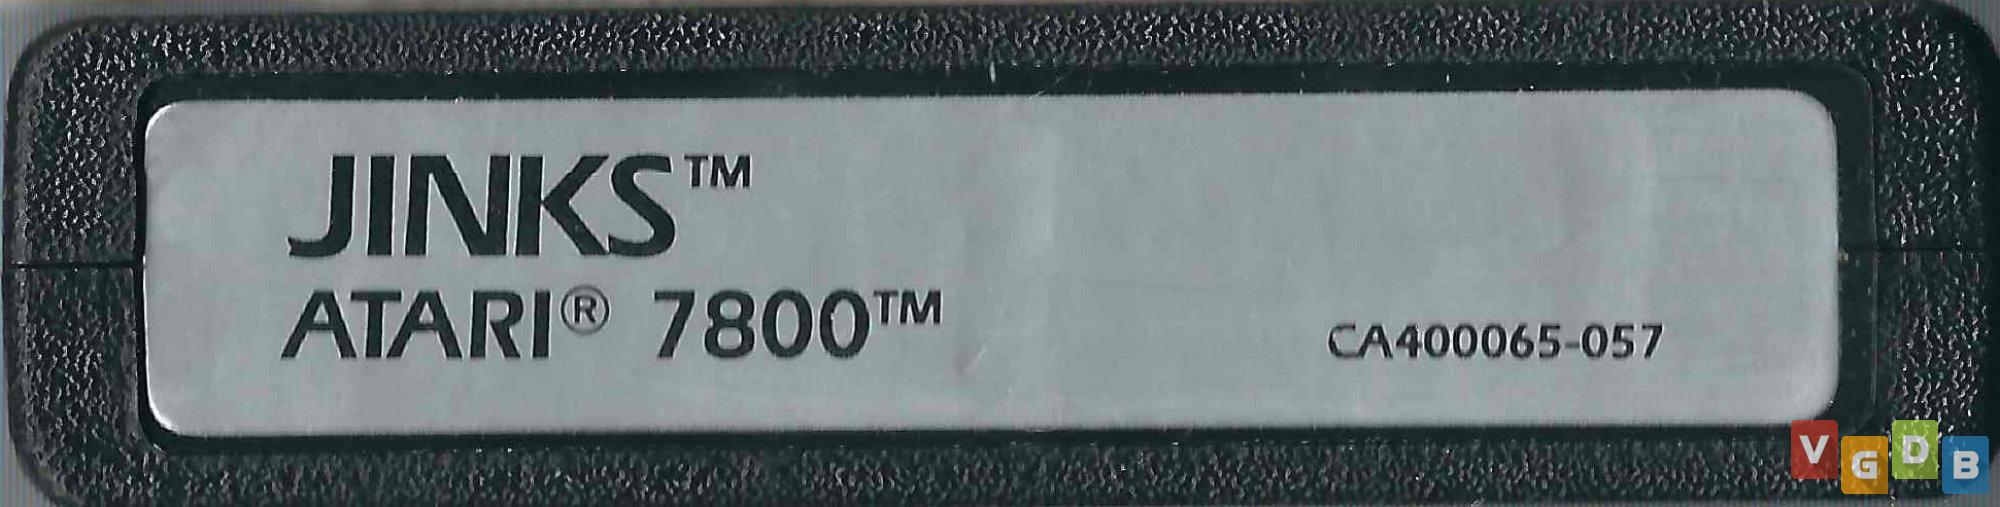 JINKS™
ATARI® 7800™
CA400065-057
VGDB